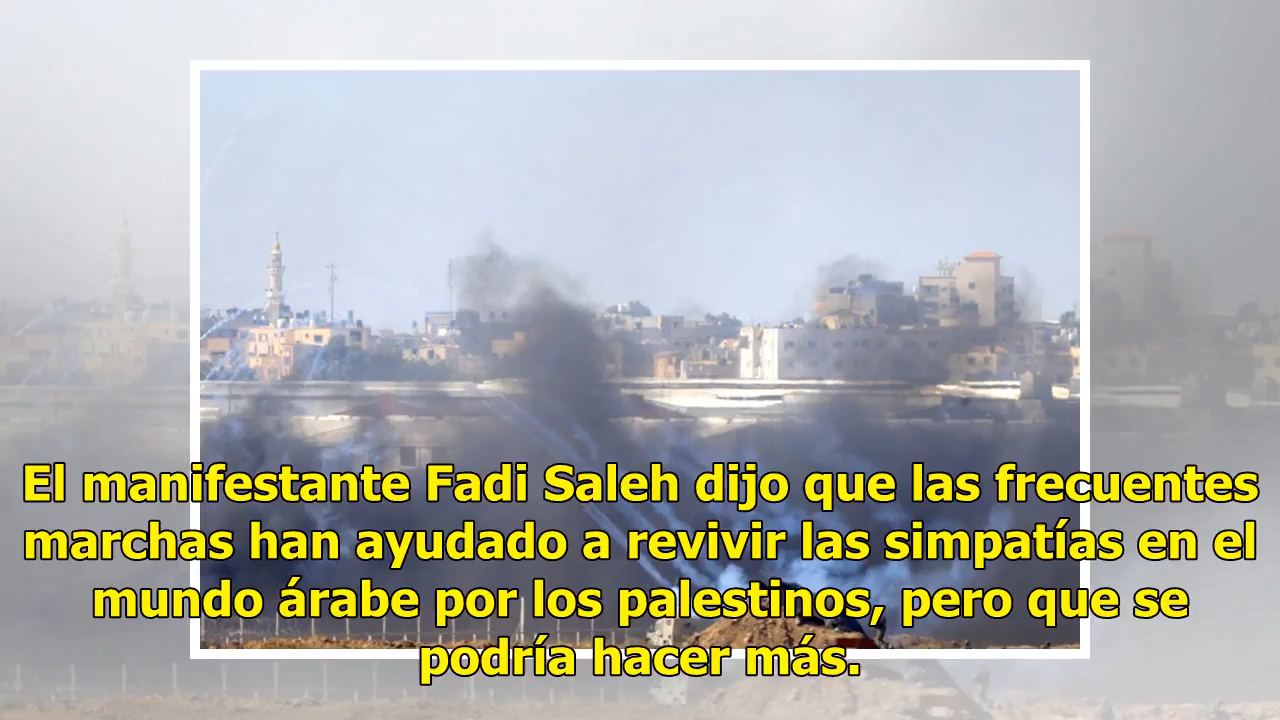 El manifestante Fadi Saleh dijo que las frecuentes
marchas han ayudado a revivir las simpatías en el
mundo árabe por los palestinos, pero que se
podría hacer más.